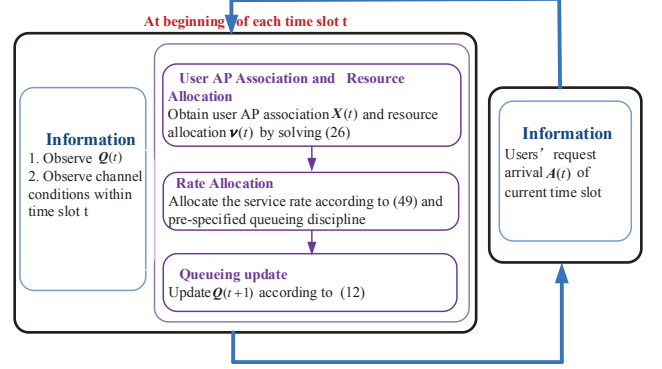 At beginning of each time slot t
Information
1. Observe Q(t)
2. Observe channel
conditions within
time slot t
User AP Association and Resource
Allocation
Obtain user AP association X(t) and resource
allocation ν(t) by solving (26)
Rate Allocation
Allocate the service rate according to (49) and
pre-specified queueing discipline
Queueing update
Update Q(t+1) according to (12)
Information
Users' request
arrival A(t) of
current time slot